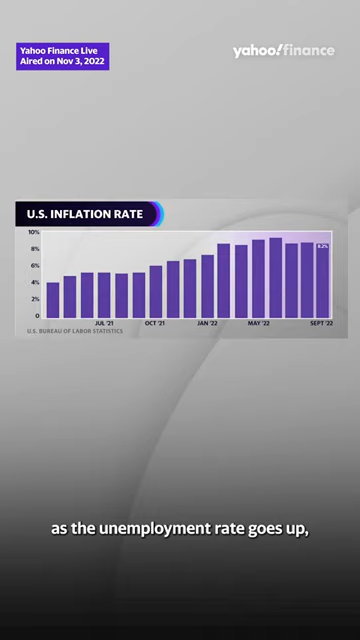 Yahoo Finance Live
Aired on Nov 3, 2022
yahoo!finance
U.S. INFLATION RATE
10%
8%
6%
4%
2%
0
8.2%
JUL '21
OCT '21
JAN '22
MAY '22
SEPT '22
U.S. BUREAU OF LABOR STATISTICS
as the unemployment rate goes up,